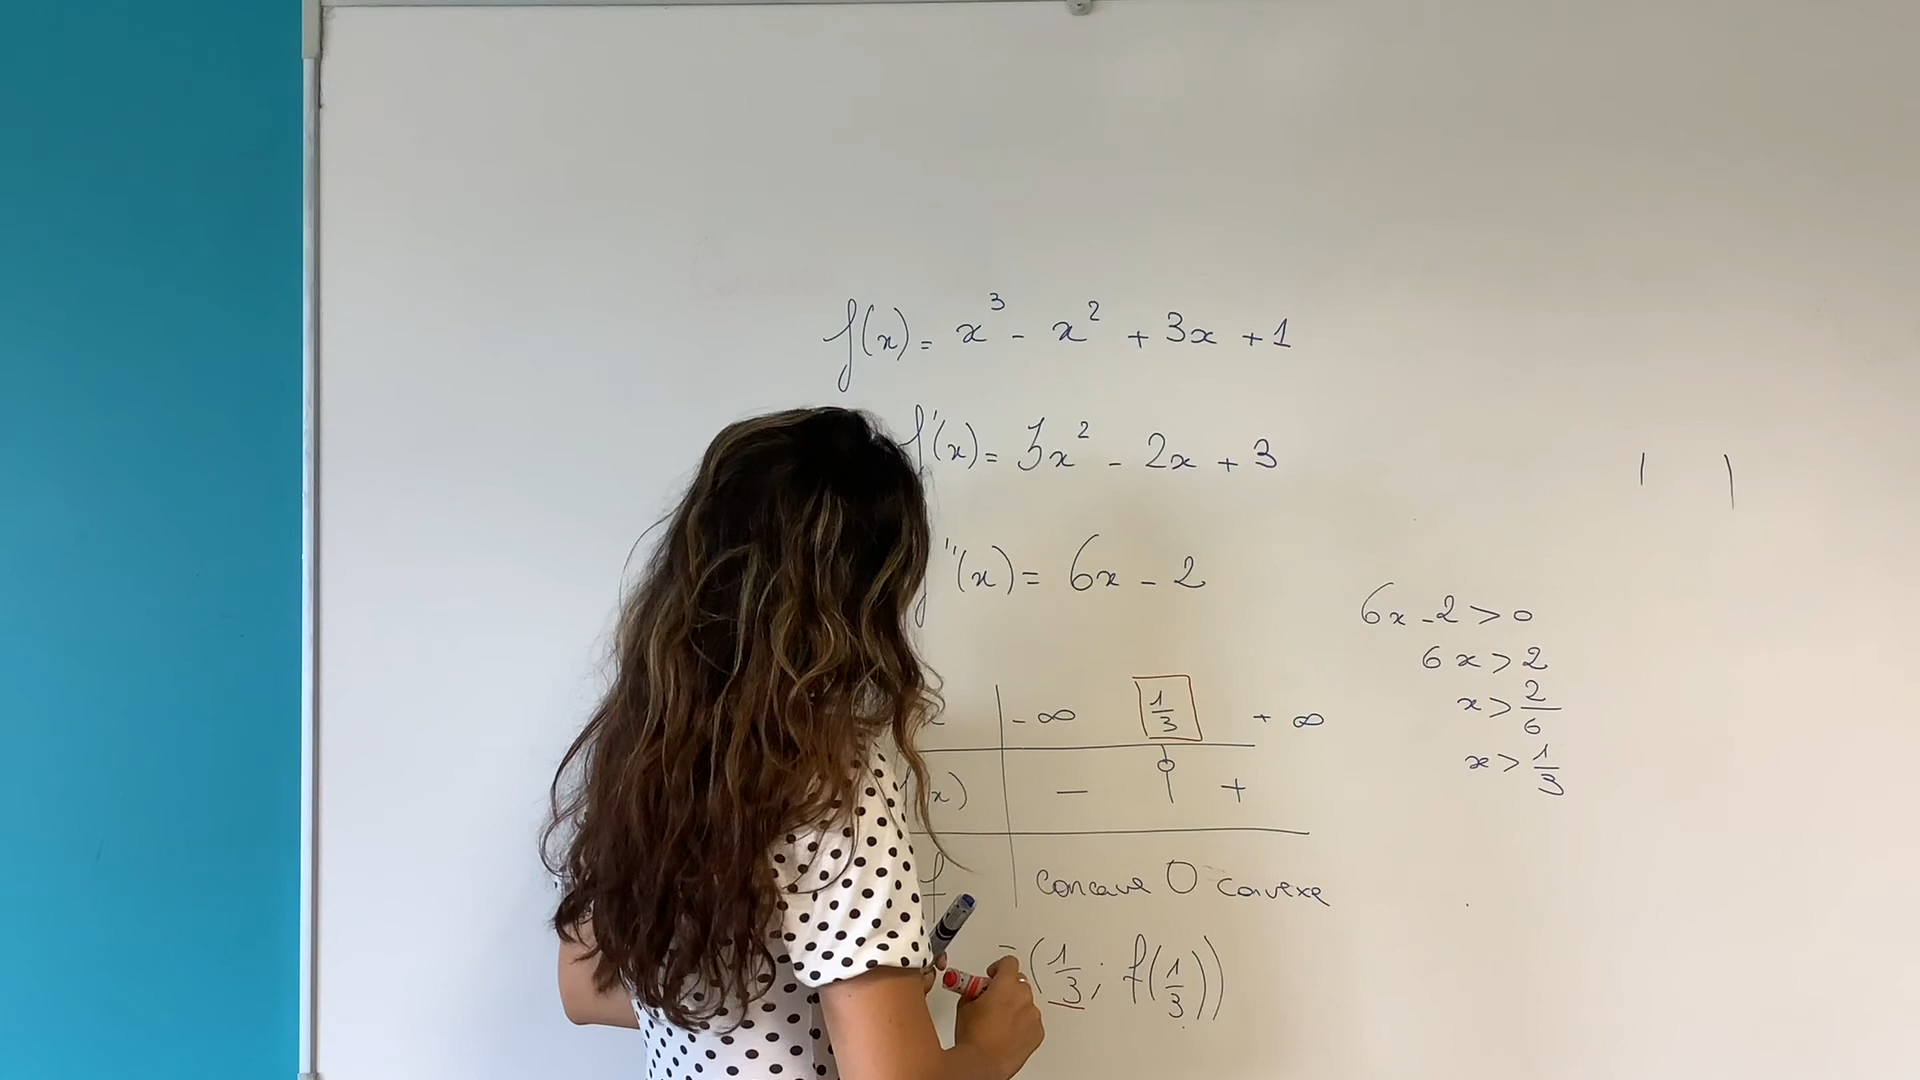 f(x) = x³ - x² + 3x + 1
f'(x) = 3x² - 2x + 3
f''(x) = 6x - 2
6x - 2 > 0
6x > 2
x > 2/6
x > 1/3
x -∞ 1/3 +∞
(x) - 0 +
f concave 0 convexe
(1/3 ; f(1/3))